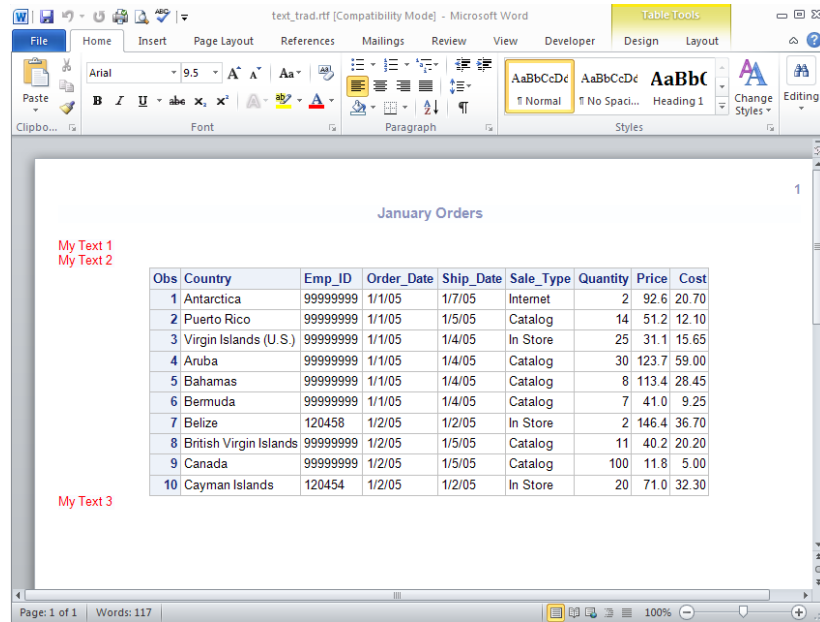 text_trad.rtf [Compatibility Mode] - Microsoft Word
Table Tools
File Home Insert Page Layout References Mailings Review View Developer Design Layout
Arial 9.5 A A Aa
AaBbCcDc AaBbCcDc AaBbC
Paste B I U abc X₂ X² A ab A
¶ Normal ¶ No Spaci... Heading 1 Change Styles Editing
Clipbo... Font Paragraph Styles
1
January Orders
My Text 1
My Text 2
Obs Country Emp_ID Order_Date Ship_Date Sale_Type Quantity Price Cost
1 Antarctica 99999999 1/1/05 1/7/05 Internet 2 92.6 20.70
2 Puerto Rico 99999999 1/1/05 1/5/05 Catalog 14 51.2 12.10
3 Virgin Islands (U.S.) 99999999 1/1/05 1/4/05 In Store 25 31.1 15.65
4 Aruba 99999999 1/1/05 1/4/05 Catalog 30 123.7 59.00
5 Bahamas 99999999 1/1/05 1/4/05 Catalog 8 113.4 28.45
6 Bermuda 99999999 1/1/05 1/4/05 Catalog 7 41.0 9.25
7 Belize 120458 1/2/05 1/2/05 In Store 2 146.4 36.70
8 British Virgin Islands 99999999 1/2/05 1/5/05 Catalog 11 40.2 20.20
9 Canada 99999999 1/2/05 1/5/05 Catalog 100 11.8 5.00
10 Cayman Islands 120454 1/2/05 1/2/05 In Store 20 71.0 32.30
My Text 3
Page: 1 of 1 Words: 117 100%